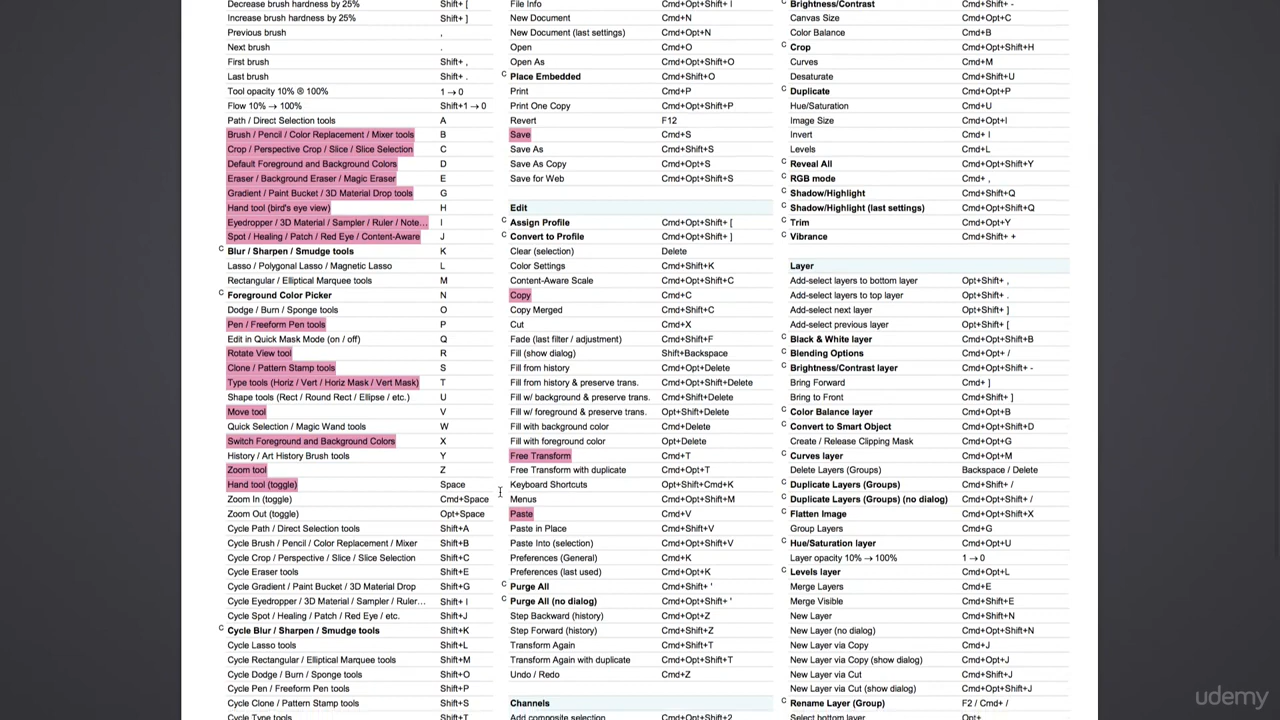 Decrease brush hardness by 25% Shift+ [
Increase brush hardness by 25% Shift+ ]
Previous brush ,
Next brush .
First brush Shift+ ,
Last brush Shift+ .
Tool opacity 10% ® 100% 1 → 0
Flow 10% → 100% Shift+1 → 0
Path / Direct Selection tools A
Brush / Pencil / Color Replacement / Mixer tools B
Crop / Perspective Crop / Slice / Slice Selection C
Default Foreground and Background Colors D
Eraser / Background Eraser / Magic Eraser E
Gradient / Paint Bucket / 3D Material Drop tools G
Hand tool (bird's eye view) H
Eyedropper / 3D Material / Sampler / Ruler / Note... I
Spot / Healing / Patch / Red Eye / Content-Aware J
C Blur / Sharpen / Smudge tools K
Lasso / Polygonal Lasso / Magnetic Lasso L
Rectangular / Elliptical Marquee tools M
C Foreground Color Picker N
Dodge / Burn / Sponge tools O
Pen / Freeform Pen tools P
Edit in Quick Mask Mode (on / off) Q
Rotate View tool R
Clone / Pattern Stamp tools S
Type tools (Horiz / Vert / Horiz Mask / Vert Mask) T
Shape tools (Rect / Round Rect / Ellipse / etc.) U
Move tool V
Quick Selection / Magic Wand tools W
Switch Foreground and Background Colors X
History / Art History Brush tools Y
Zoom tool Z
Hand tool (toggle) Space
Zoom In (toggle) Cmd+Space
Zoom Out (toggle) Opt+Space
Cycle Path / Direct Selection tools Shift+A
Cycle Brush / Pencil / Color Replacement / Mixer Shift+B
Cycle Crop / Perspective / Slice / Slice Selection Shift+C
Cycle Eraser tools Shift+E
Cycle Gradient / Paint Bucket / 3D Material Drop Shift+G
Cycle Eyedropper / 3D Material / Sampler / Ruler... Shift+ I
Cycle Spot / Healing / Patch / Red Eye / etc. Shift+J
C Cycle Blur / Sharpen / Smudge tools Shift+K
Cycle Lasso tools Shift+L
Cycle Rectangular / Elliptical Marquee tools Shift+M
Cycle Dodge / Burn / Sponge tools Shift+O
Cycle Pen / Freeform Pen tools Shift+P
Cycle Clone / Pattern Stamp tools Shift+S
Cycle Type tools Shift+T
File Info Cmd+Opt+Shift+ I
New Document Cmd+N
New Document (last settings) Cmd+Opt+N
Open Cmd+O
Open As Cmd+Opt+Shift+O
C Place Embedded Cmd+Shift+O
Print Cmd+P
Print One Copy Cmd+Opt+Shift+P
Revert F12
Save Cmd+S
Save As Cmd+Shift+S
Save As Copy Cmd+Opt+S
Save for Web Cmd+Opt+Shift+S
Edit
C Assign Profile Cmd+Opt+Shift+ [
C Convert to Profile Cmd+Opt+Shift+ ]
Clear (selection) Delete
Color Settings Cmd+Shift+K
Content-Aware Scale Cmd+Opt+Shift+C
Copy Cmd+C
Copy Merged Cmd+Shift+C
Cut Cmd+X
Fade (last filter / adjustment) Cmd+Shift+F
Fill (show dialog) Shift+Backspace
Fill from history Cmd+Opt+Delete
Fill from history & preserve trans. Cmd+Opt+Shift+Delete
Fill w/ background & preserve trans. Cmd+Shift+Delete
Fill w/ foreground & preserve trans. Opt+Shift+Delete
Fill with background color Cmd+Delete
Fill with foreground color Opt+Delete
Free Transform Cmd+T
Free Transform with duplicate Cmd+Opt+T
Keyboard Shortcuts Opt+Shift+Cmd+K
Menus Cmd+Opt+Shift+M
Paste Cmd+V
Paste in Place Cmd+Shift+V
Paste Into (selection) Cmd+Opt+Shift+V
Preferences (General) Cmd+K
Preferences (last used) Cmd+Opt+K
C Purge All Cmd+Shift+ '
C Purge All (no dialog) Cmd+Opt+Shift+ '
Step Backward (history) Cmd+Opt+Z
Step Forward (history) Cmd+Shift+Z
Transform Again Cmd+Shift+T
Transform Again with duplicate Cmd+Opt+Shift+T
Undo / Redo Cmd+Z
Channels
Add composite selection Cmd+Opt+Shift+2
C Brightness/Contrast Cmd+Shift+ -
Canvas Size Cmd+Opt+C
Color Balance Cmd+B
C Crop Cmd+Opt+Shift+H
Curves Cmd+M
Desaturate Cmd+Shift+U
C Duplicate Cmd+Opt+P
Hue/Saturation Cmd+U
Image Size Cmd+Opt+I
Invert Cmd+ I
Levels Cmd+L
C Reveal All Cmd+Opt+Shift+Y
C RGB mode Cmd+ ,
C Shadow/Highlight Cmd+Shift+Q
C Shadow/Highlight (last settings) Cmd+Opt+Shift+Q
C Trim Cmd+Opt+Y
C Vibrance Cmd+Shift+ +
Layer
Add-select layers to bottom layer Opt+Shift+ ,
Add-select layers to top layer Opt+Shift+ .
Add-select next layer Opt+Shift+ ]
Add-select previous layer Opt+Shift+ [
C Black & White layer Cmd+Opt+Shift+B
C Blending Options Cmd+Opt+ /
C Brightness/Contrast layer Cmd+Opt+Shift+ -
Bring Forward Cmd+ ]
Bring to Front Cmd+Shift+ ]
C Color Balance layer Cmd+Opt+B
C Convert to Smart Object Cmd+Opt+Shift+D
Create / Release Clipping Mask Cmd+Opt+G
C Curves layer Cmd+Opt+M
Delete Layers (Groups) Backspace / Delete
C Duplicate Layers (Groups) Cmd+Shift+ /
C Duplicate Layers (Groups) (no dialog) Cmd+Opt+Shift+ /
C Flatten Image Cmd+Opt+Shift+X
Group Layers Cmd+G
C Hue/Saturation layer Cmd+Opt+U
Layer opacity 10% → 100% 1 → 0
C Levels layer Cmd+Opt+L
Merge Layers Cmd+E
Merge Visible Cmd+Shift+E
New Layer Cmd+Shift+N
New Layer (no dialog) Cmd+Opt+Shift+N
New Layer via Copy Cmd+J
New Layer via Copy (show dialog) Cmd+Opt+J
New Layer via Cut Cmd+Shift+J
New Layer via Cut (show dialog) Cmd+Opt+Shift+J
C Rename Layer (Group) F2 / Cmd+ /
Select bottom layer Opt+
udemy